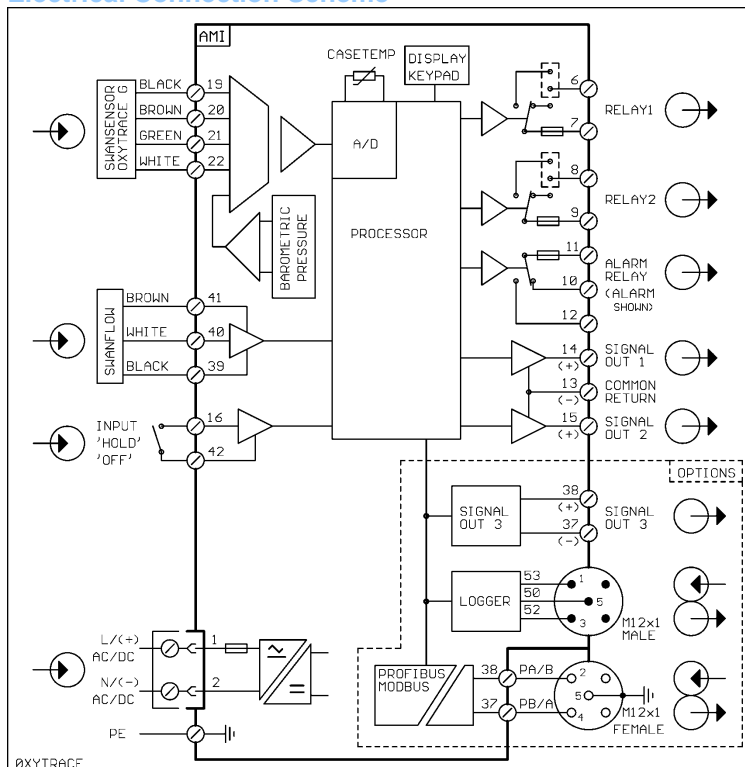 AMI
CASETEMP
DISPLAY
KEYPAD
A/D
PROCESSOR
SWANSENSOR
OXYTRACE G
BLACK 19
BROWN 20
GREEN 21
WHITE 22
BAROMETRIC
PRESSURE
SWANFLOW
BROWN 41
WHITE 40
BLACK 39
INPUT
'HOLD'
'OFF'
16
42
L/(+)
AC/DC
1
N/(-)
AC/DC
2
PE
6
7
RELAY1
8
9
RELAY2
11
10
12
ALARM
RELAY
(ALARM
SHOWN)
14
(+)
SIGNAL
OUT 1
13
(-)
COMMON
RETURN
15
(+)
SIGNAL
OUT 2
OPTIONS
SIGNAL
OUT 3
38
(+)
37
(-)
SIGNAL
OUT 3
LOGGER
53
50
52
1
5
3
M12x1
MALE
PROFIBUS
MODBUS
38 PA/B
37 PB/A
2
5
4
M12x1
FEMALE
OXYTRACE